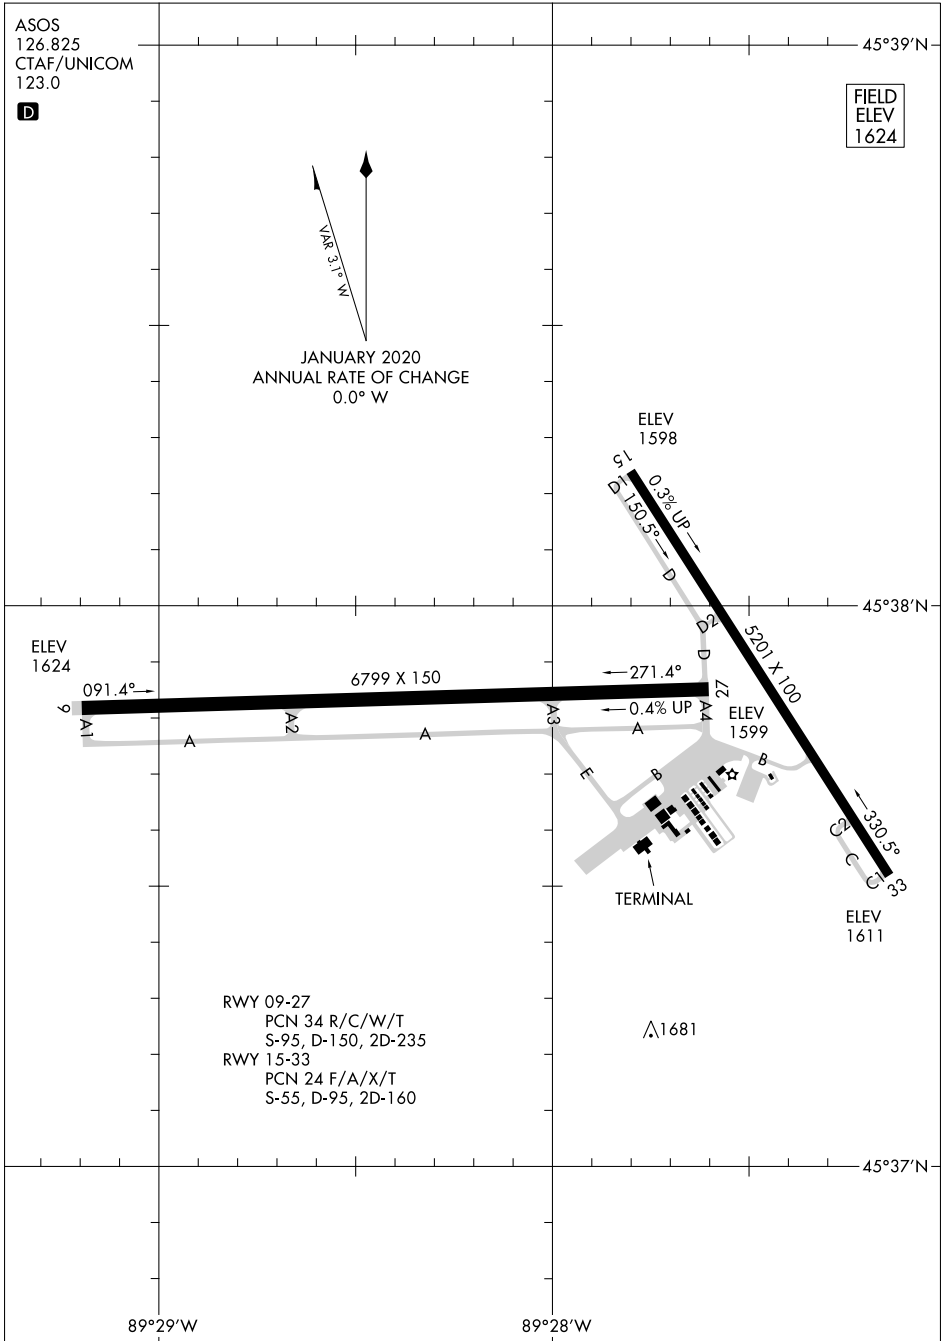 ASOS
126.825
CTAF/UNICOM
123.0
D
45°39'N
FIELD
ELEV
1624
VAR 3.1° W
JANUARY 2020
ANNUAL RATE OF CHANGE
0.0° W
ELEV
1598
15
D1
0.3% UP
150.5°
D
45°38'N
D2
D
5201 X 100
ELEV
1624
091.4°
6799 X 150
271.4°
27
9
0.4% UP
A1
A2
A3
A4
ELEV
1599
A
A
A
B
E
B
330.5°
C2
C
C1
33
TERMINAL
ELEV
1611
RWY 09-27
PCN 34 R/C/W/T
S-95, D-150, 2D-235
RWY 15-33
PCN 24 F/A/X/T
S-55, D-95, 2D-160
1681
45°37'N
89°29'W
89°28'W